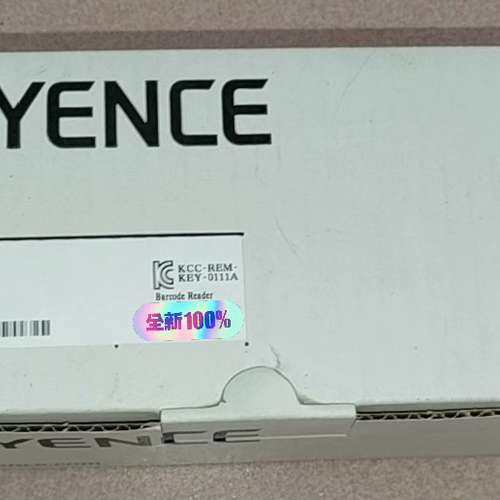 YENCE
KCC-REM-
KEY-0111A
Barcode Reader
全新100%
YENCE